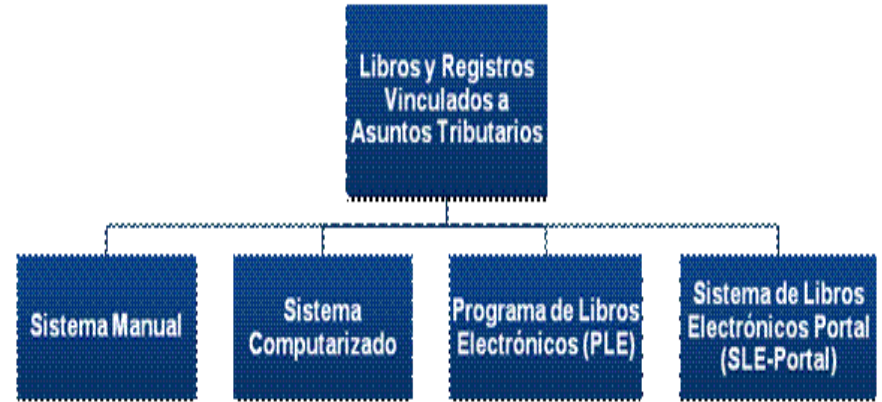 Libros y Registros
Vinculados a
Asuntos Tributarios
Sistema Manual
Sistema
Computarizado
Programa de Libros
Electrónicos (PLE)
Sistema de Libros
Electrónicos Portal
(SLE-Portal)